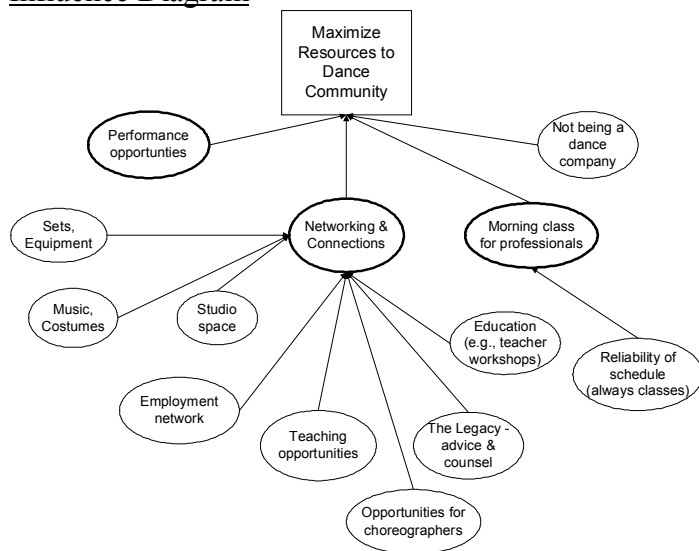 Influence Diagram
Maximize
Resources to
Dance
Community
Performance
opportunties
Not being a
dance
company
Sets,
Equipment
Networking &
Connections
Morning class
for professionals
Music,
Costumes
Studio
space
Education
(e.g., teacher
workshops)
Reliability of
schedule
(always classes)
Employment
network
Teaching
opportunities
The Legacy -
advice &
counsel
Opportunities for
choreographers